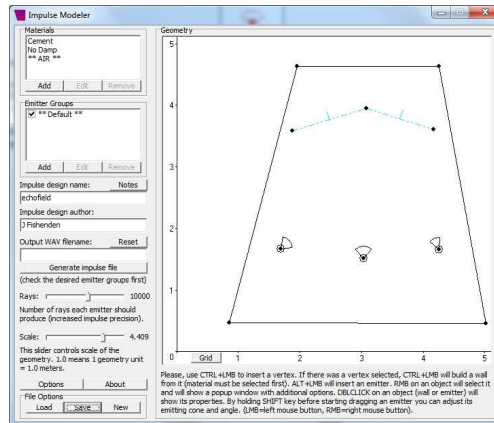 Impulse Modeler
Materials
Cement
No Damp
** AIR **
Add Edit Remove
Emitter Groups
** Default **
Add Edit Remove
Impulse design name: Notes
echofield
Impulse design author:
J Fishenden
Output WAV filename: Reset
Generate impulse file
(check the desired emitter groups first)
Rays: 10000
Number of rays each emitter should
produce (increased impulse precision).
Scale: 4.409
This slider controls scale of the
geometry. 1.0 means 1 geometry unit
= 1.0 meters.
Options About
File Options
Load Save New
Geometry
5
4
3
2
1
0 Grid 1 2 3 4 5
Please, use CTRL+LMB to insert a vertex. If there was a vertex selected, CTRL+LMB will build a wall
from it (material must be selected first). ALT+LMB will insert an emitter. RMB on an object will select it
and will show a popup window with additional options. DBLCLICK on an object (wall or emitter) will
show its properties. By holding SHIFT key before starting dragging an emitter you can adjust its
emitting cone and angle. (LMB=left mouse button, RMB=right mouse button).